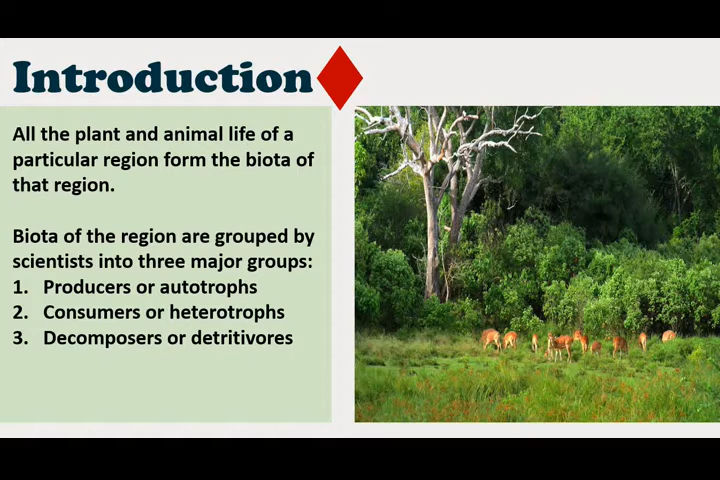 Introduction
All the plant and animal life of a
particular region form the biota of
that region.
Biota of the region are grouped by
scientists into three major groups:
1. Producers or autotrophs
2. Consumers or heterotrophs
3. Decomposers or detritivores